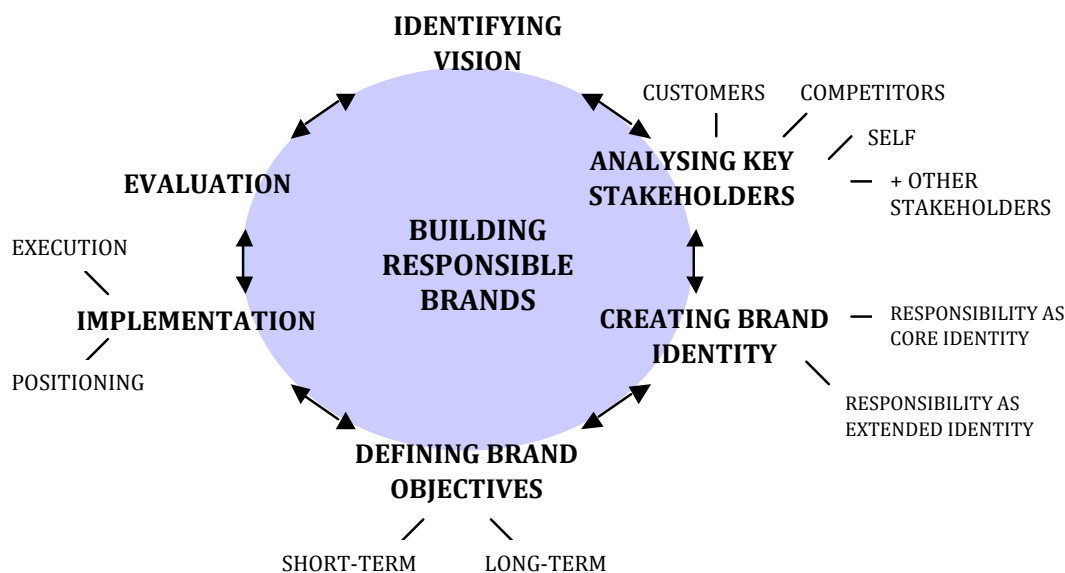 IDENTIFYING
VISION
CUSTOMERS
COMPETITORS
SELF
ANALYSING KEY
STAKEHOLDERS
+ OTHER
STAKEHOLDERS
EVALUATION
BUILDING
RESPONSIBLE
BRANDS
EXECUTION
IMPLEMENTATION
POSITIONING
CREATING BRAND
IDENTITY
RESPONSIBILITY AS
CORE IDENTITY
RESPONSIBILITY AS
EXTENDED IDENTITY
DEFINING BRAND
OBJECTIVES
SHORT-TERM
LONG-TERM